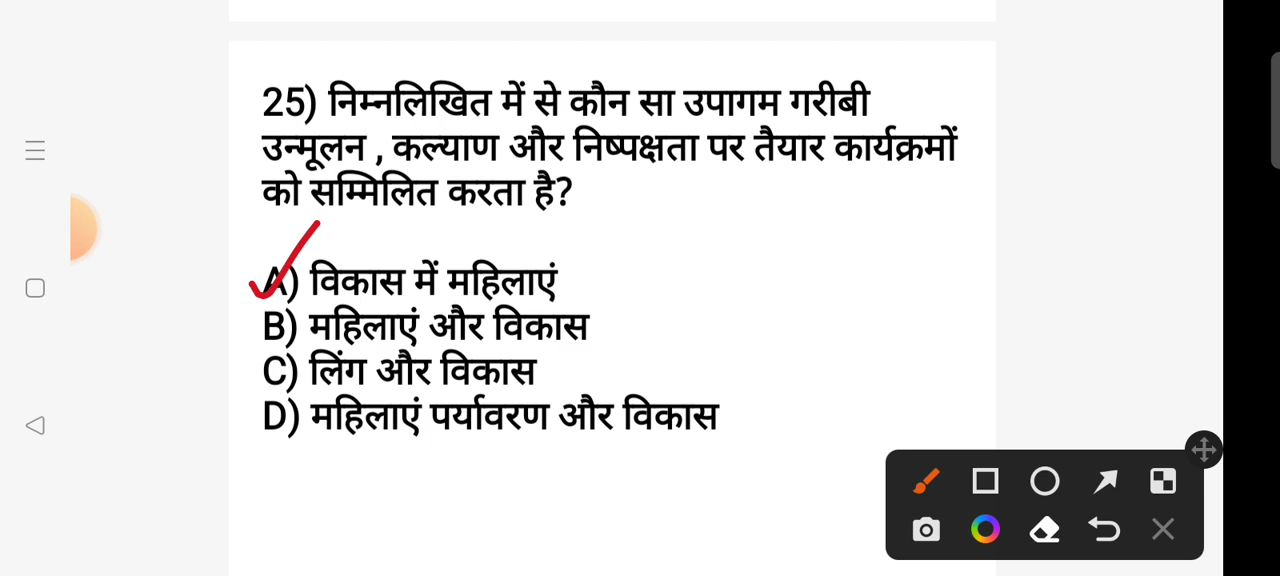 25) निम्नलिखित में से कौन सा उपागम गरीबी
उन्मूलन , कल्याण और निष्पक्षता पर तैयार कार्यक्रमों
को सम्मिलित करता है?
A) विकास में महिलाएं
B) महिलाएं और विकास
C) लिंग और विकास
D) महिलाएं पर्यावरण और विकास